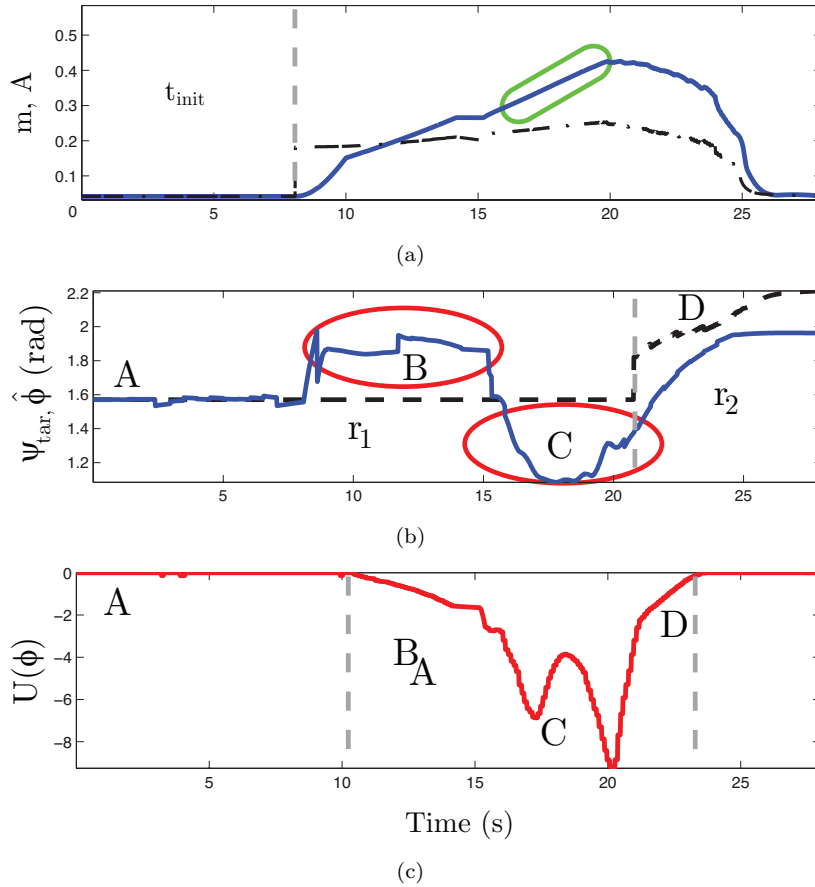 0.5
0.4
0.3
0.2
0.1
0
m, A
t_init
5 10 15 20 25
(a)
2.2
2
1.8
1.6
1.4
1.2
ψ_tar, φ̂ (rad)
A
B
C
D
r_1
r_2
5 10 15 20 25
(b)
0
−2
−4
−6
−8
U(ϕ)
A
B
A
C
D
5 10 15 20 25
Time (s)
(c)